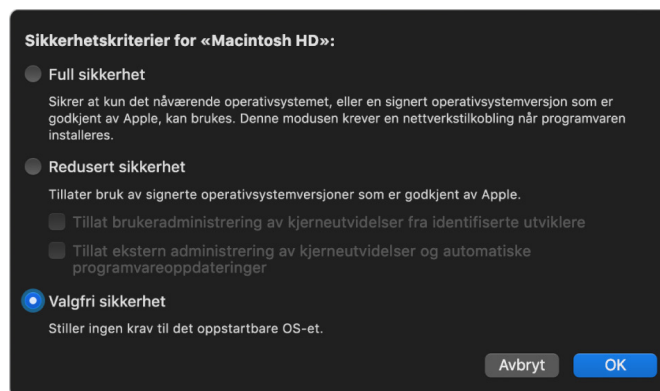 Sikkerhetskriterier for «Macintosh HD»:
Full sikkerhet
Sikrer at kun det nåværende operativsystemet, eller en signert operativsystemversjon som er
godkjent av Apple, kan brukes. Denne modusen krever en nettverkstilkobling når programvaren
installeres.
Redusert sikkerhet
Tillater bruk av signerte operativsystemversjoner som er godkjent av Apple.
Tillat brukeradministrering av kjerneutvidelser fra identifiserte utviklere
Tillat ekstern administrering av kjerneutvidelser og automatiske
programvareoppdateringer
Valgfri sikkerhet
Stiller ingen krav til det oppstartbare OS-et.
Avbryt OK